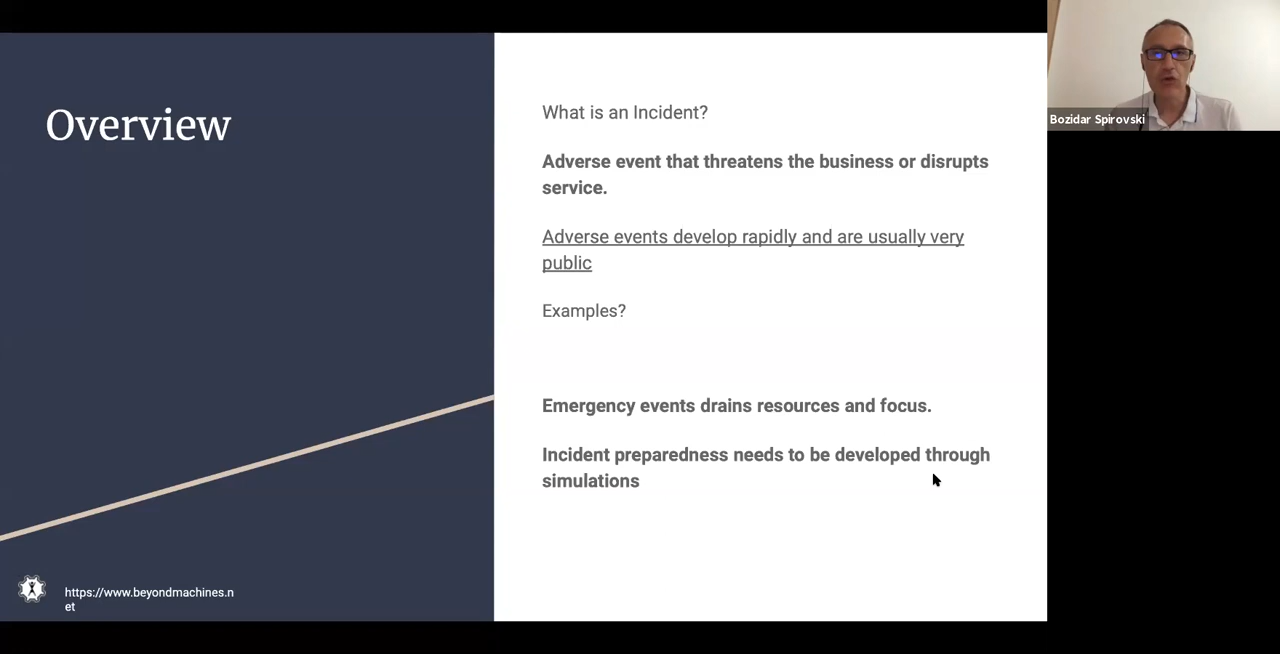 Overview
What is an Incident?
Adverse event that threatens the business or disrupts
service.
Adverse events develop rapidly and are usually very
public
Examples?
Emergency events drains resources and focus.
Incident preparedness needs to be developed through
simulations
https://www.beyondmachines.n
et
Bozidar Spirovski